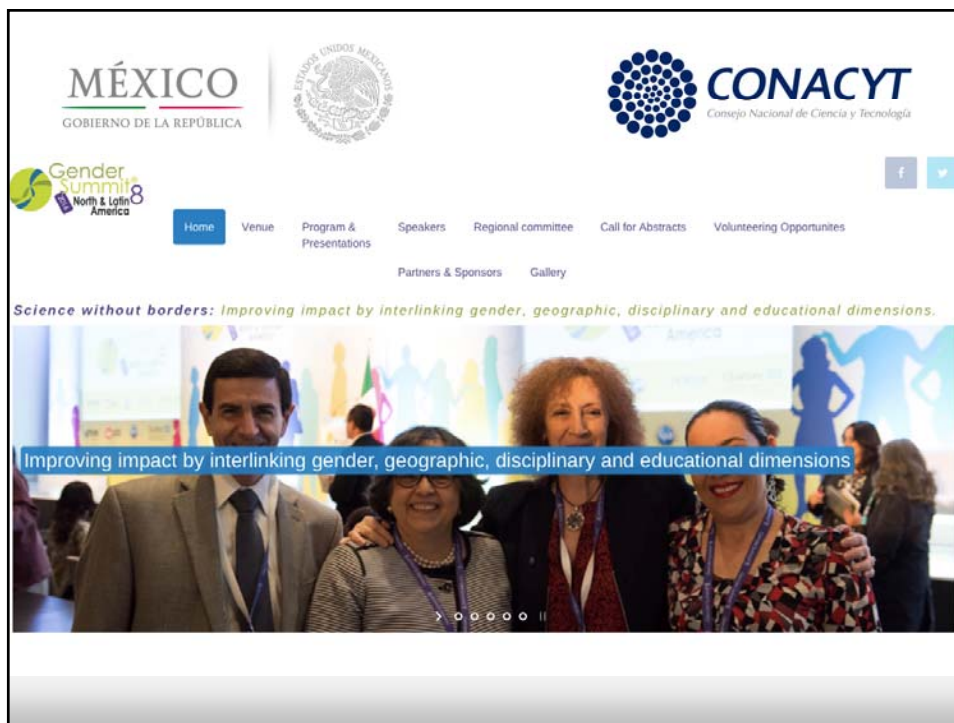 MÉXICO
GOBIERNO DE LA REPÚBLICA
ESTADOS UNIDOS MEXICANOS
CONACYT
Consejo Nacional de Ciencia y Tecnología
Gender
Summit 8
North & Latin
America
Home
Venue
Program &
Presentations
Speakers
Regional committee
Call for Abstracts
Volunteering Opportunites
Partners & Sponsors
Gallery
Science without borders: Improving impact by interlinking gender, geographic, disciplinary and educational dimensions.
Improving impact by interlinking gender, geographic, disciplinary and educational dimensions